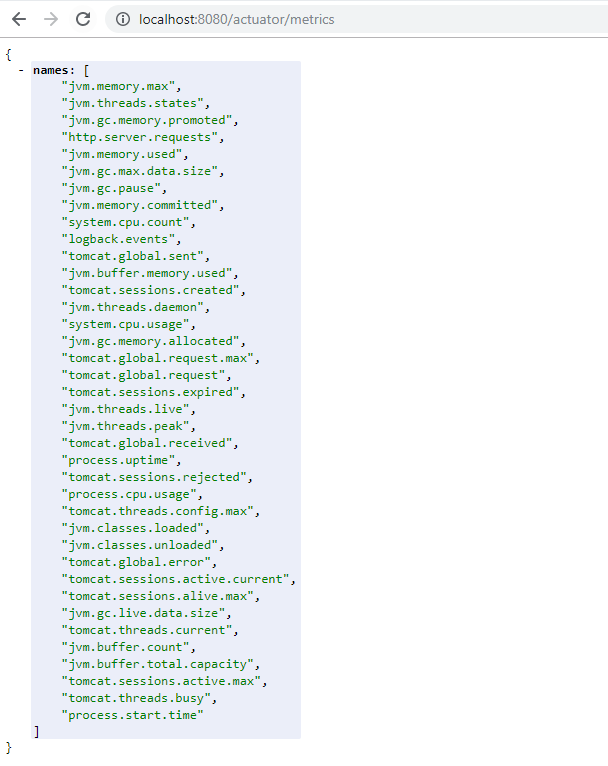 localhost:8080/actuator/metrics
{
- names: [
"jvm.memory.max",
"jvm.threads.states",
"jvm.gc.memory.promoted",
"http.server.requests",
"jvm.memory.used",
"jvm.gc.max.data.size",
"jvm.gc.pause",
"jvm.memory.committed",
"system.cpu.count",
"logback.events",
"tomcat.global.sent",
"jvm.buffer.memory.used",
"tomcat.sessions.created",
"jvm.threads.daemon",
"system.cpu.usage",
"jvm.gc.memory.allocated",
"tomcat.global.request.max",
"tomcat.global.request",
"tomcat.sessions.expired",
"jvm.threads.live",
"jvm.threads.peak",
"tomcat.global.received",
"process.uptime",
"tomcat.sessions.rejected",
"process.cpu.usage",
"tomcat.threads.config.max",
"jvm.classes.loaded",
"jvm.classes.unloaded",
"tomcat.global.error",
"tomcat.sessions.active.current",
"tomcat.sessions.alive.max",
"jvm.gc.live.data.size",
"tomcat.threads.current",
"jvm.buffer.count",
"jvm.buffer.total.capacity",
"tomcat.sessions.active.max",
"tomcat.threads.busy",
"process.start.time"
]
}